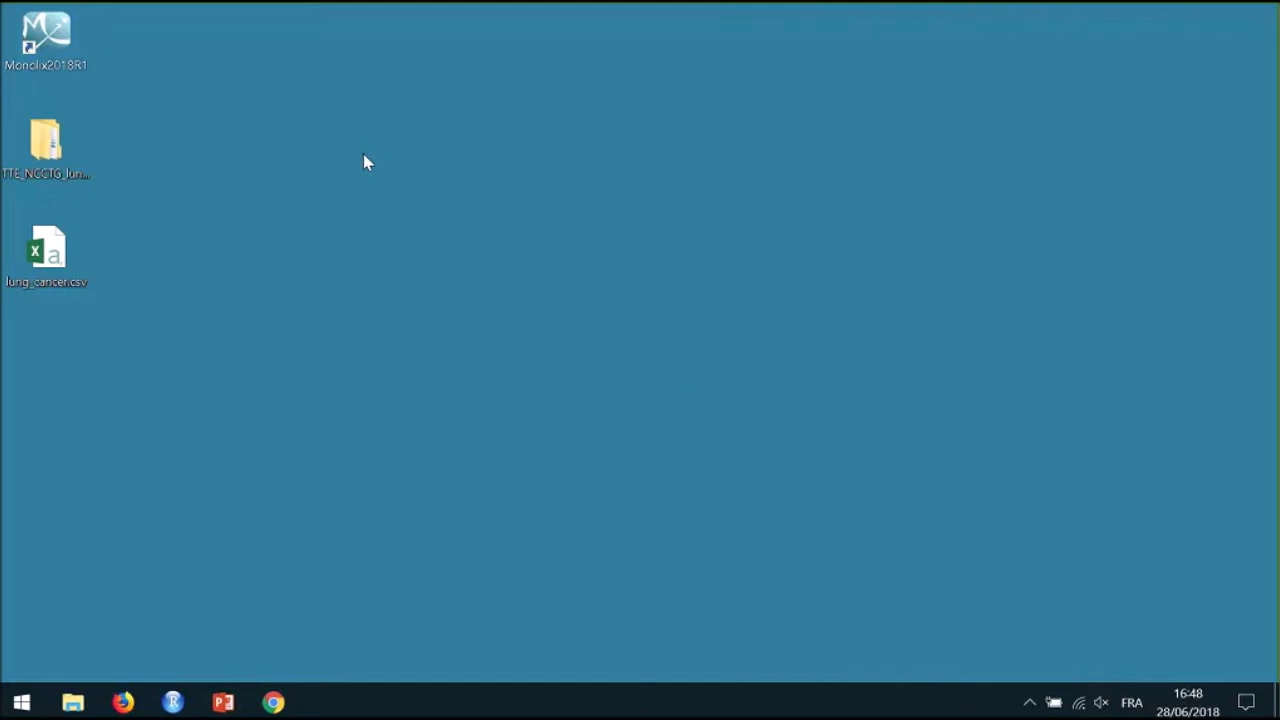 Monolix2018R1
TTE_NCCTG_lun...
lung_cancer.csv
FRA
16:48
28/06/2018